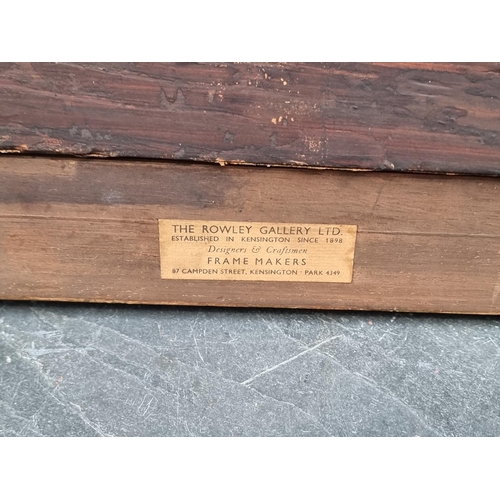 THE ROWLEY GALLERY LTD.
ESTABLISHED IN KENSINGTON SINCE 1898
Designers & Craftsmen
FRAME MAKERS
87 CAMPDEN STREET, KENSINGTON · PARK 4349